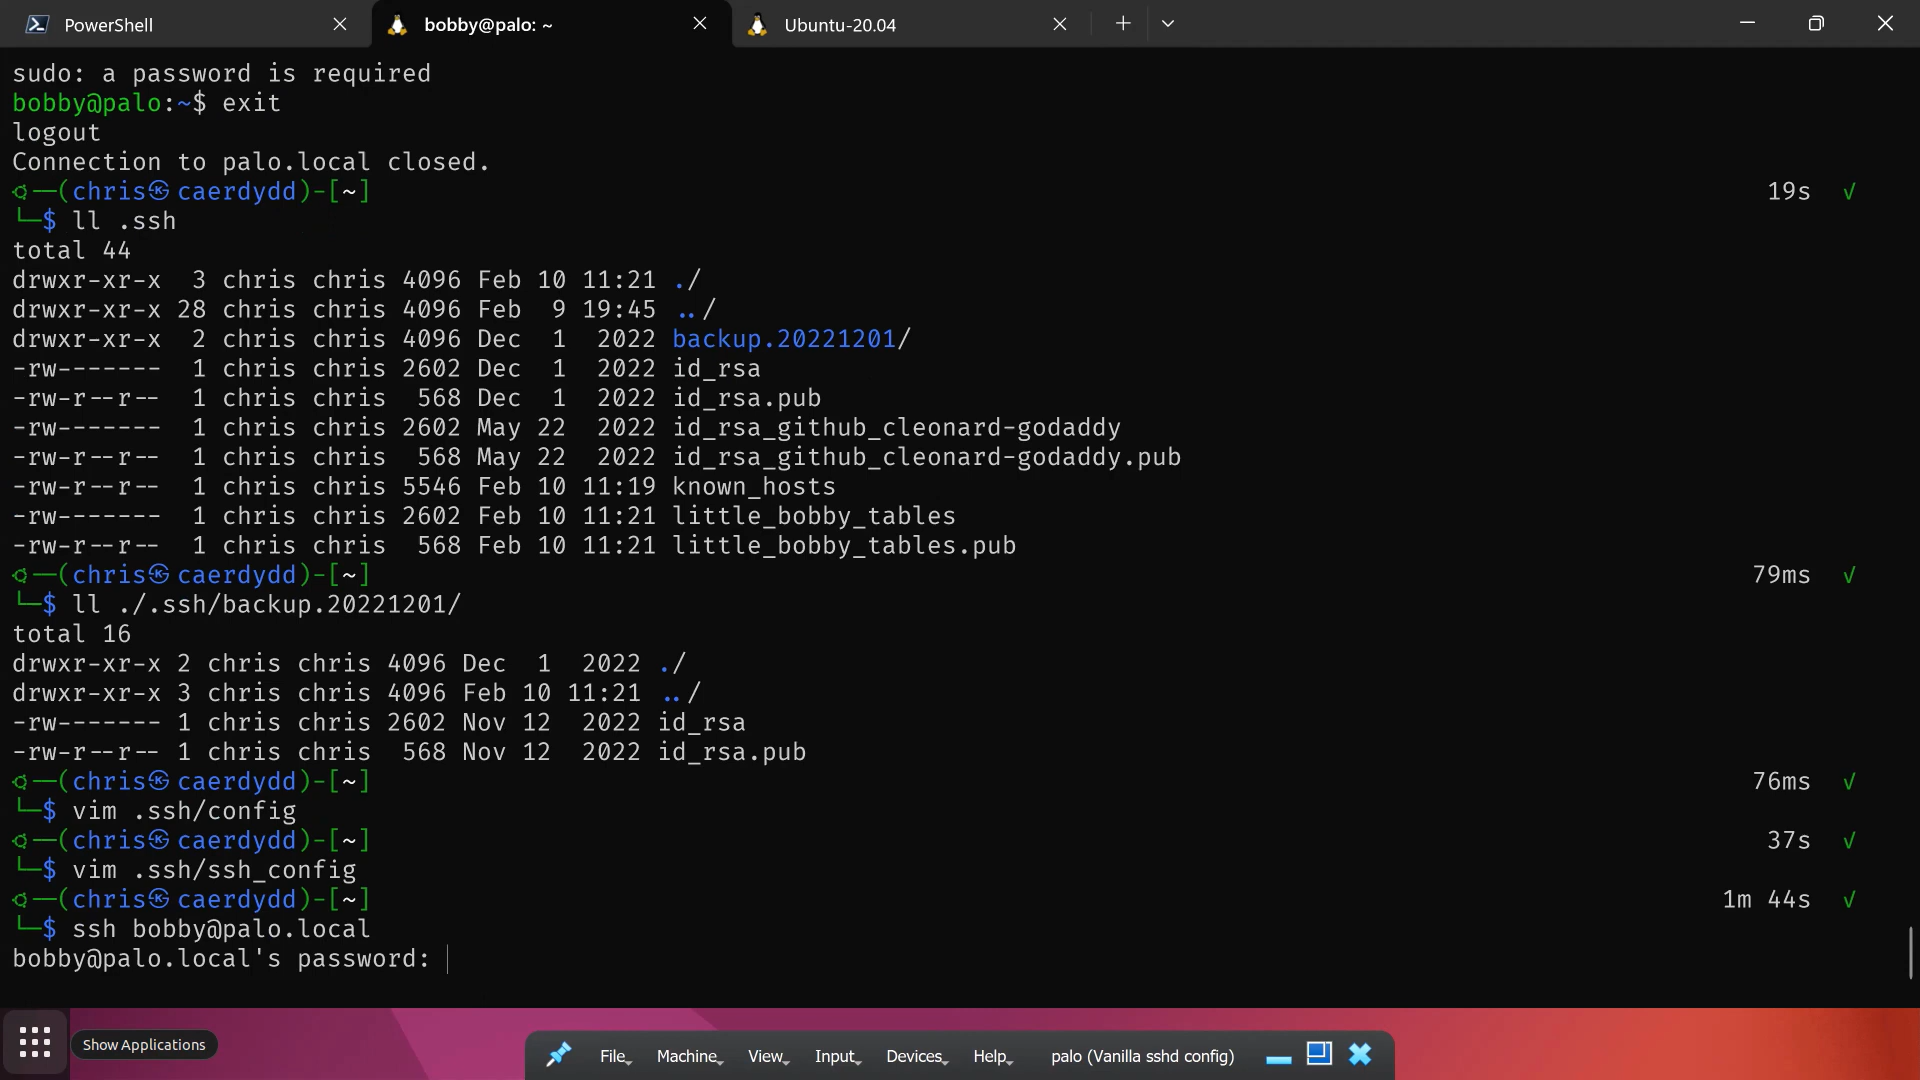 PowerShell
bobby@palo: ~
Ubuntu-20.04
sudo: a password is required
bobby@palo:~$ exit
logout
Connection to palo.local closed.
(chris㉿caerdydd)-[~] 19s √
$ ll .ssh
total 44
drwxr-xr-x 3 chris chris 4096 Feb 10 11:21 ./
drwxr-xr-x 28 chris chris 4096 Feb 9 19:45 ../
drwxr-xr-x 2 chris chris 4096 Dec 1 2022 backup.20221201/
-rw------- 1 chris chris 2602 Dec 1 2022 id_rsa
-rw-r--r-- 1 chris chris 568 Dec 1 2022 id_rsa.pub
-rw------- 1 chris chris 2602 May 22 2022 id_rsa_github_cleonard-godaddy
-rw-r--r-- 1 chris chris 568 May 22 2022 id_rsa_github_cleonard-godaddy.pub
-rw-r--r-- 1 chris chris 5546 Feb 10 11:19 known_hosts
-rw------- 1 chris chris 2602 Feb 10 11:21 little_bobby_tables
-rw-r--r-- 1 chris chris 568 Feb 10 11:21 little_bobby_tables.pub
(chris㉿caerdydd)-[~] 79ms √
$ ll ./.ssh/backup.20221201/
total 16
drwxr-xr-x 2 chris chris 4096 Dec 1 2022 ./
drwxr-xr-x 3 chris chris 4096 Feb 10 11:21 ../
-rw------- 1 chris chris 2602 Nov 12 2022 id_rsa
-rw-r--r-- 1 chris chris 568 Nov 12 2022 id_rsa.pub
(chris㉿caerdydd)-[~] 76ms √
$ vim .ssh/config
(chris㉿caerdydd)-[~] 37s √
$ vim .ssh/ssh_config
(chris㉿caerdydd)-[~] 1m 44s √
$ ssh bobby@palo.local
bobby@palo.local's password:
Show Applications
File Machine View Input Devices Help palo (Vanilla sshd config)